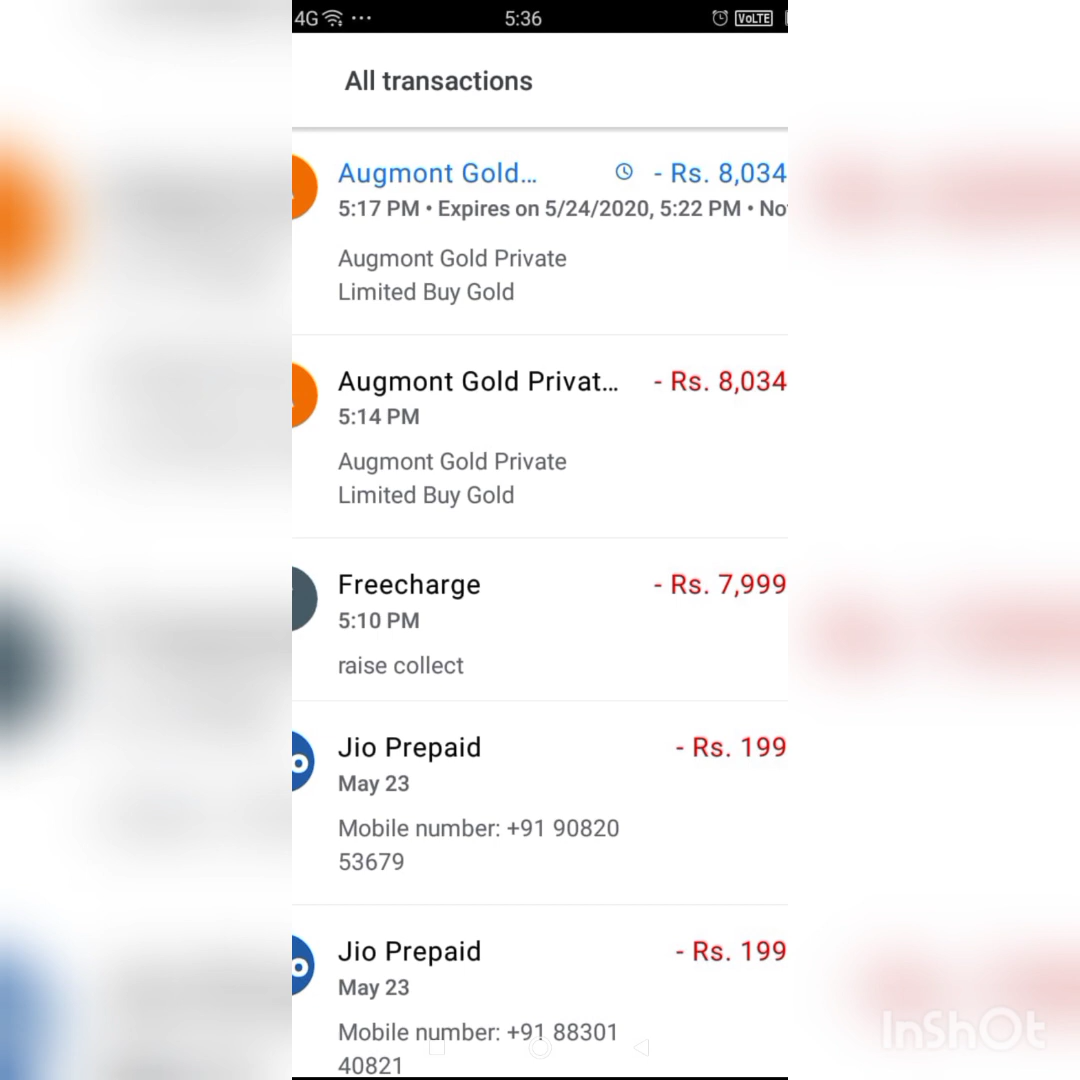 4G ... 5:36 VoLTE
All transactions
Augmont Gold... - Rs. 8,034
5:17 PM • Expires on 5/24/2020, 5:22 PM •
Augmont Gold Private
Limited Buy Gold
Augmont Gold Privat... - Rs. 8,034
5:14 PM
Augmont Gold Private
Limited Buy Gold
Freecharge - Rs. 7,999
5:10 PM
raise collect
Jio Prepaid - Rs. 199
May 23
Mobile number: +91 90820
53679
Jio Prepaid - Rs. 199
May 23
Mobile number: +91 88301
40821
InShOt